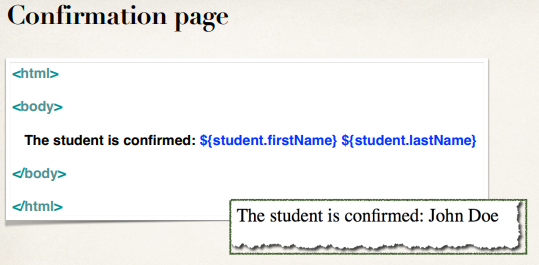 Confirmation page
<html>
<body>
The student is confirmed: ${student.firstName} ${student.lastName}
</body>
</html>
The student is confirmed: John Doe